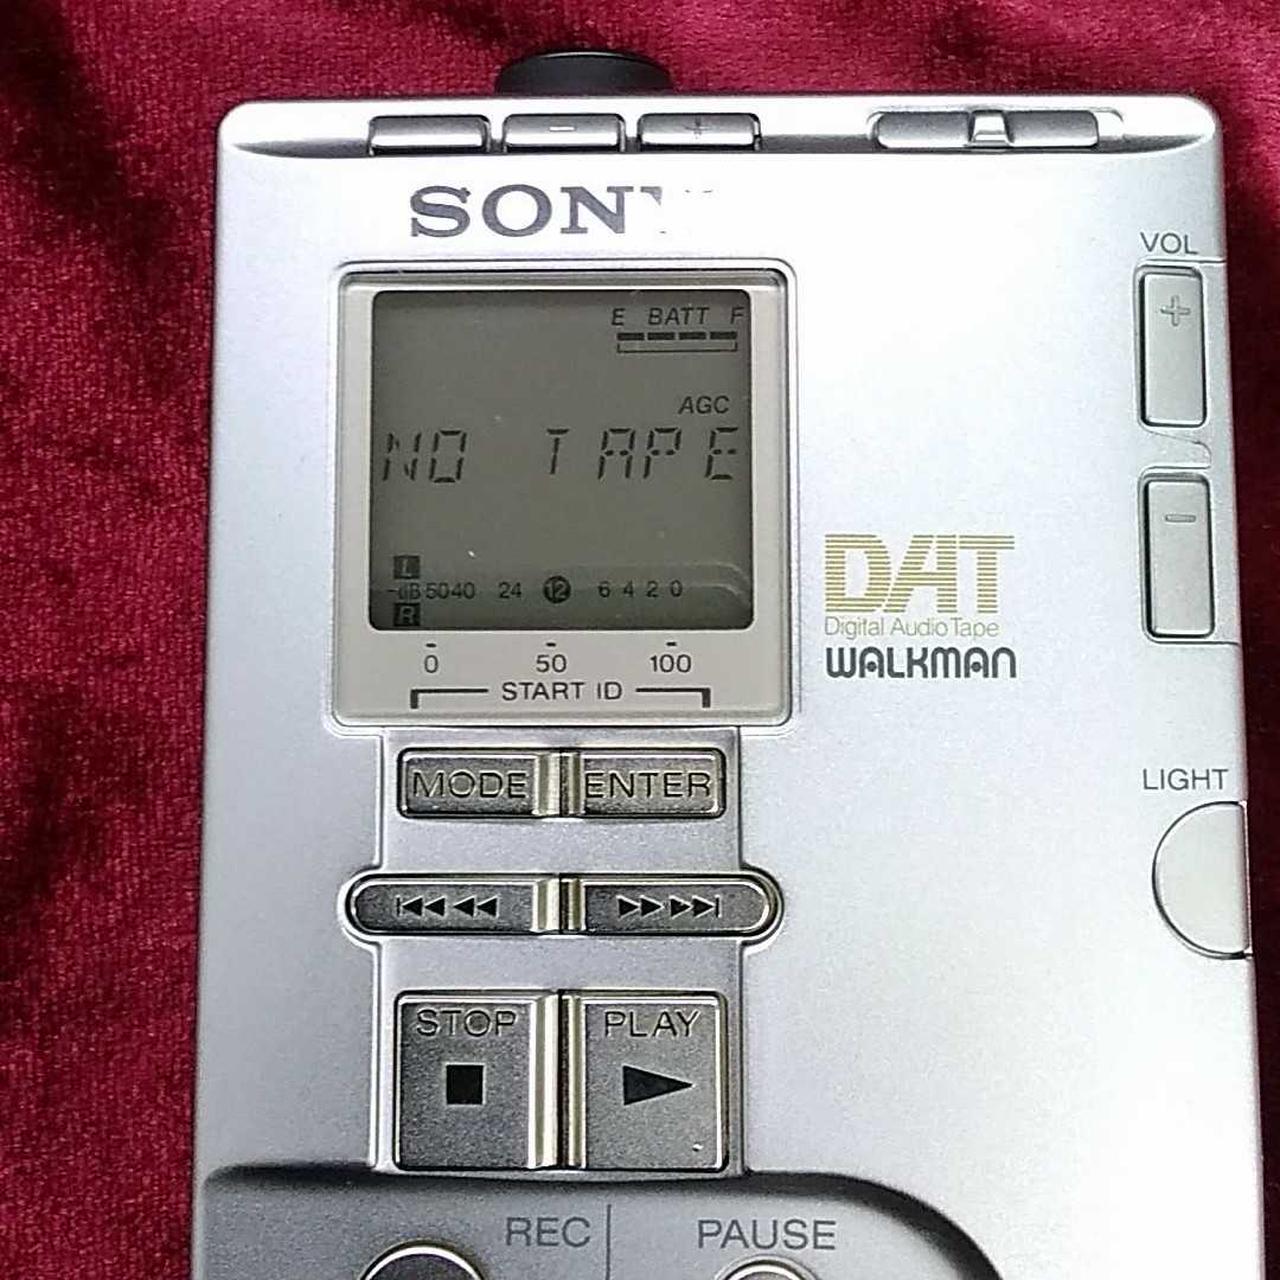 SONY
VOL
E BATT F
AGC
NO TAPE
L
-dB 50 40 24 12 6 4 2 0
R
DAT
Digital Audio Tape
WALKMAN
0 50 100
START ID
MODE ENTER
LIGHT
STOP PLAY
REC PAUSE